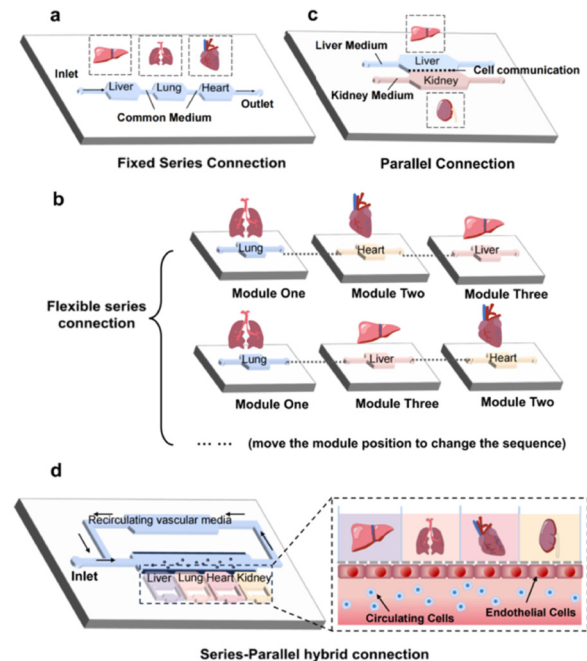 a
Inlet
Liver
Lung
Heart
Outlet
Common Medium
Fixed Series Connection
c
Liver Medium
Liver
Cell communication
Kidney
Kidney Medium
Parallel Connection
b
Flexible series
connection
Lung
Heart
Liver
Module One
Module Two
Module Three
Lung
Liver
Heart
Module One
Module Three
Module Two
... ... (move the module position to change the sequence)
d
Recirculating vascular media
Inlet
Liver Lung Heart Kidney
Circulating Cells
Endothelial Cells
Series-Parallel hybrid connection